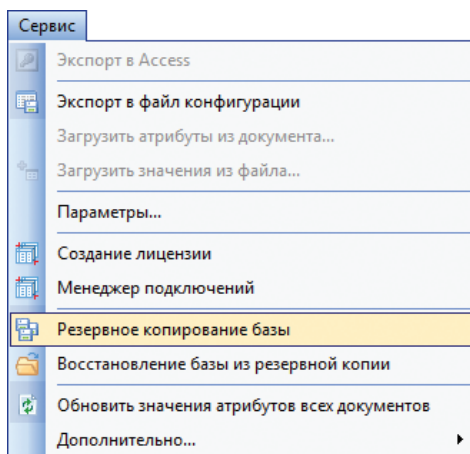 Сервис
Экспорт в Access
Экспорт в файл конфигурации
Загрузить атрибуты из документа...
Загрузить значения из файла...
Параметры...
Создание лицензии
Менеджер подключений
Резервное копирование базы
Восстановление базы из резервной копии
Обновить значения атрибутов всех документов
Дополнительно...